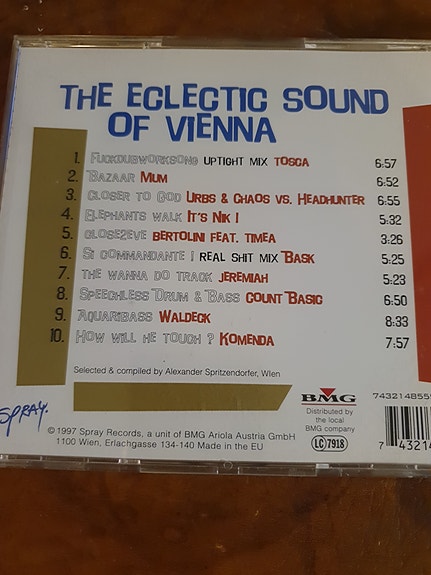 THE ECLECTIC SOUND
OF VIENNA
1. FUCKDUBWORKSONG UPTIGHT MIX TOSCA 6:57
2. BAZAAR MUM 6:52
3. CLOSER TO GOD URBS & CHAOS VS. HEADHUNTER 6:55
4. ELEPHANTS WALK IT'S NIK! 5:32
5. CLOSE2EVE BERTOLINI FEAT. TIMEA 3:26
6. SI COMMANDANTE! REAL SHIT MIX BASK 5:25
7. THE WANNA DO TRACK JEREMIAH 5:23
8. SPEECHLESS DRUM & BASS COUNT BASIC 6:50
9. AQUARIBASS WALDECK 8:33
10. HOW WILL HE TOUCH? KOMENDA 7:57
Selected & compiled by Alexander Spritzendorfer, Wien
SPRAY.
BMG
Distributed by
the local
BMG company
LC 7918
© 1997 Spray Records, a unit of BMG Ariola Austria GmbH
1100 Wien, Erlachgasse 134-140 Made in the EU
7432148555
7 43214